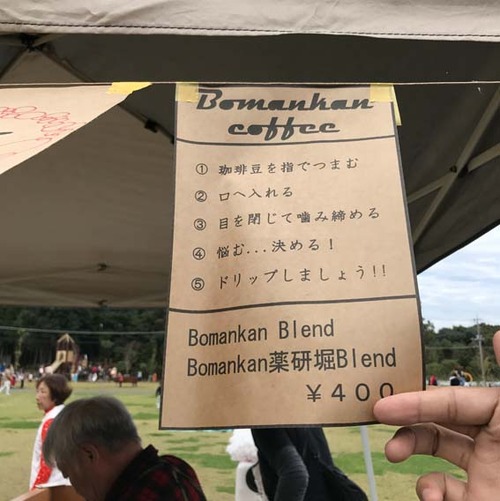 Bomankan
coffee
① 珈琲豆を指でつまむ
② 口へ入れる
③ 目を閉じて噛み締める
④ 悩む...決める！
⑤ ドリップしましょう!!
Bomankan Blend
Bomankan薬研堀Blend
￥４００